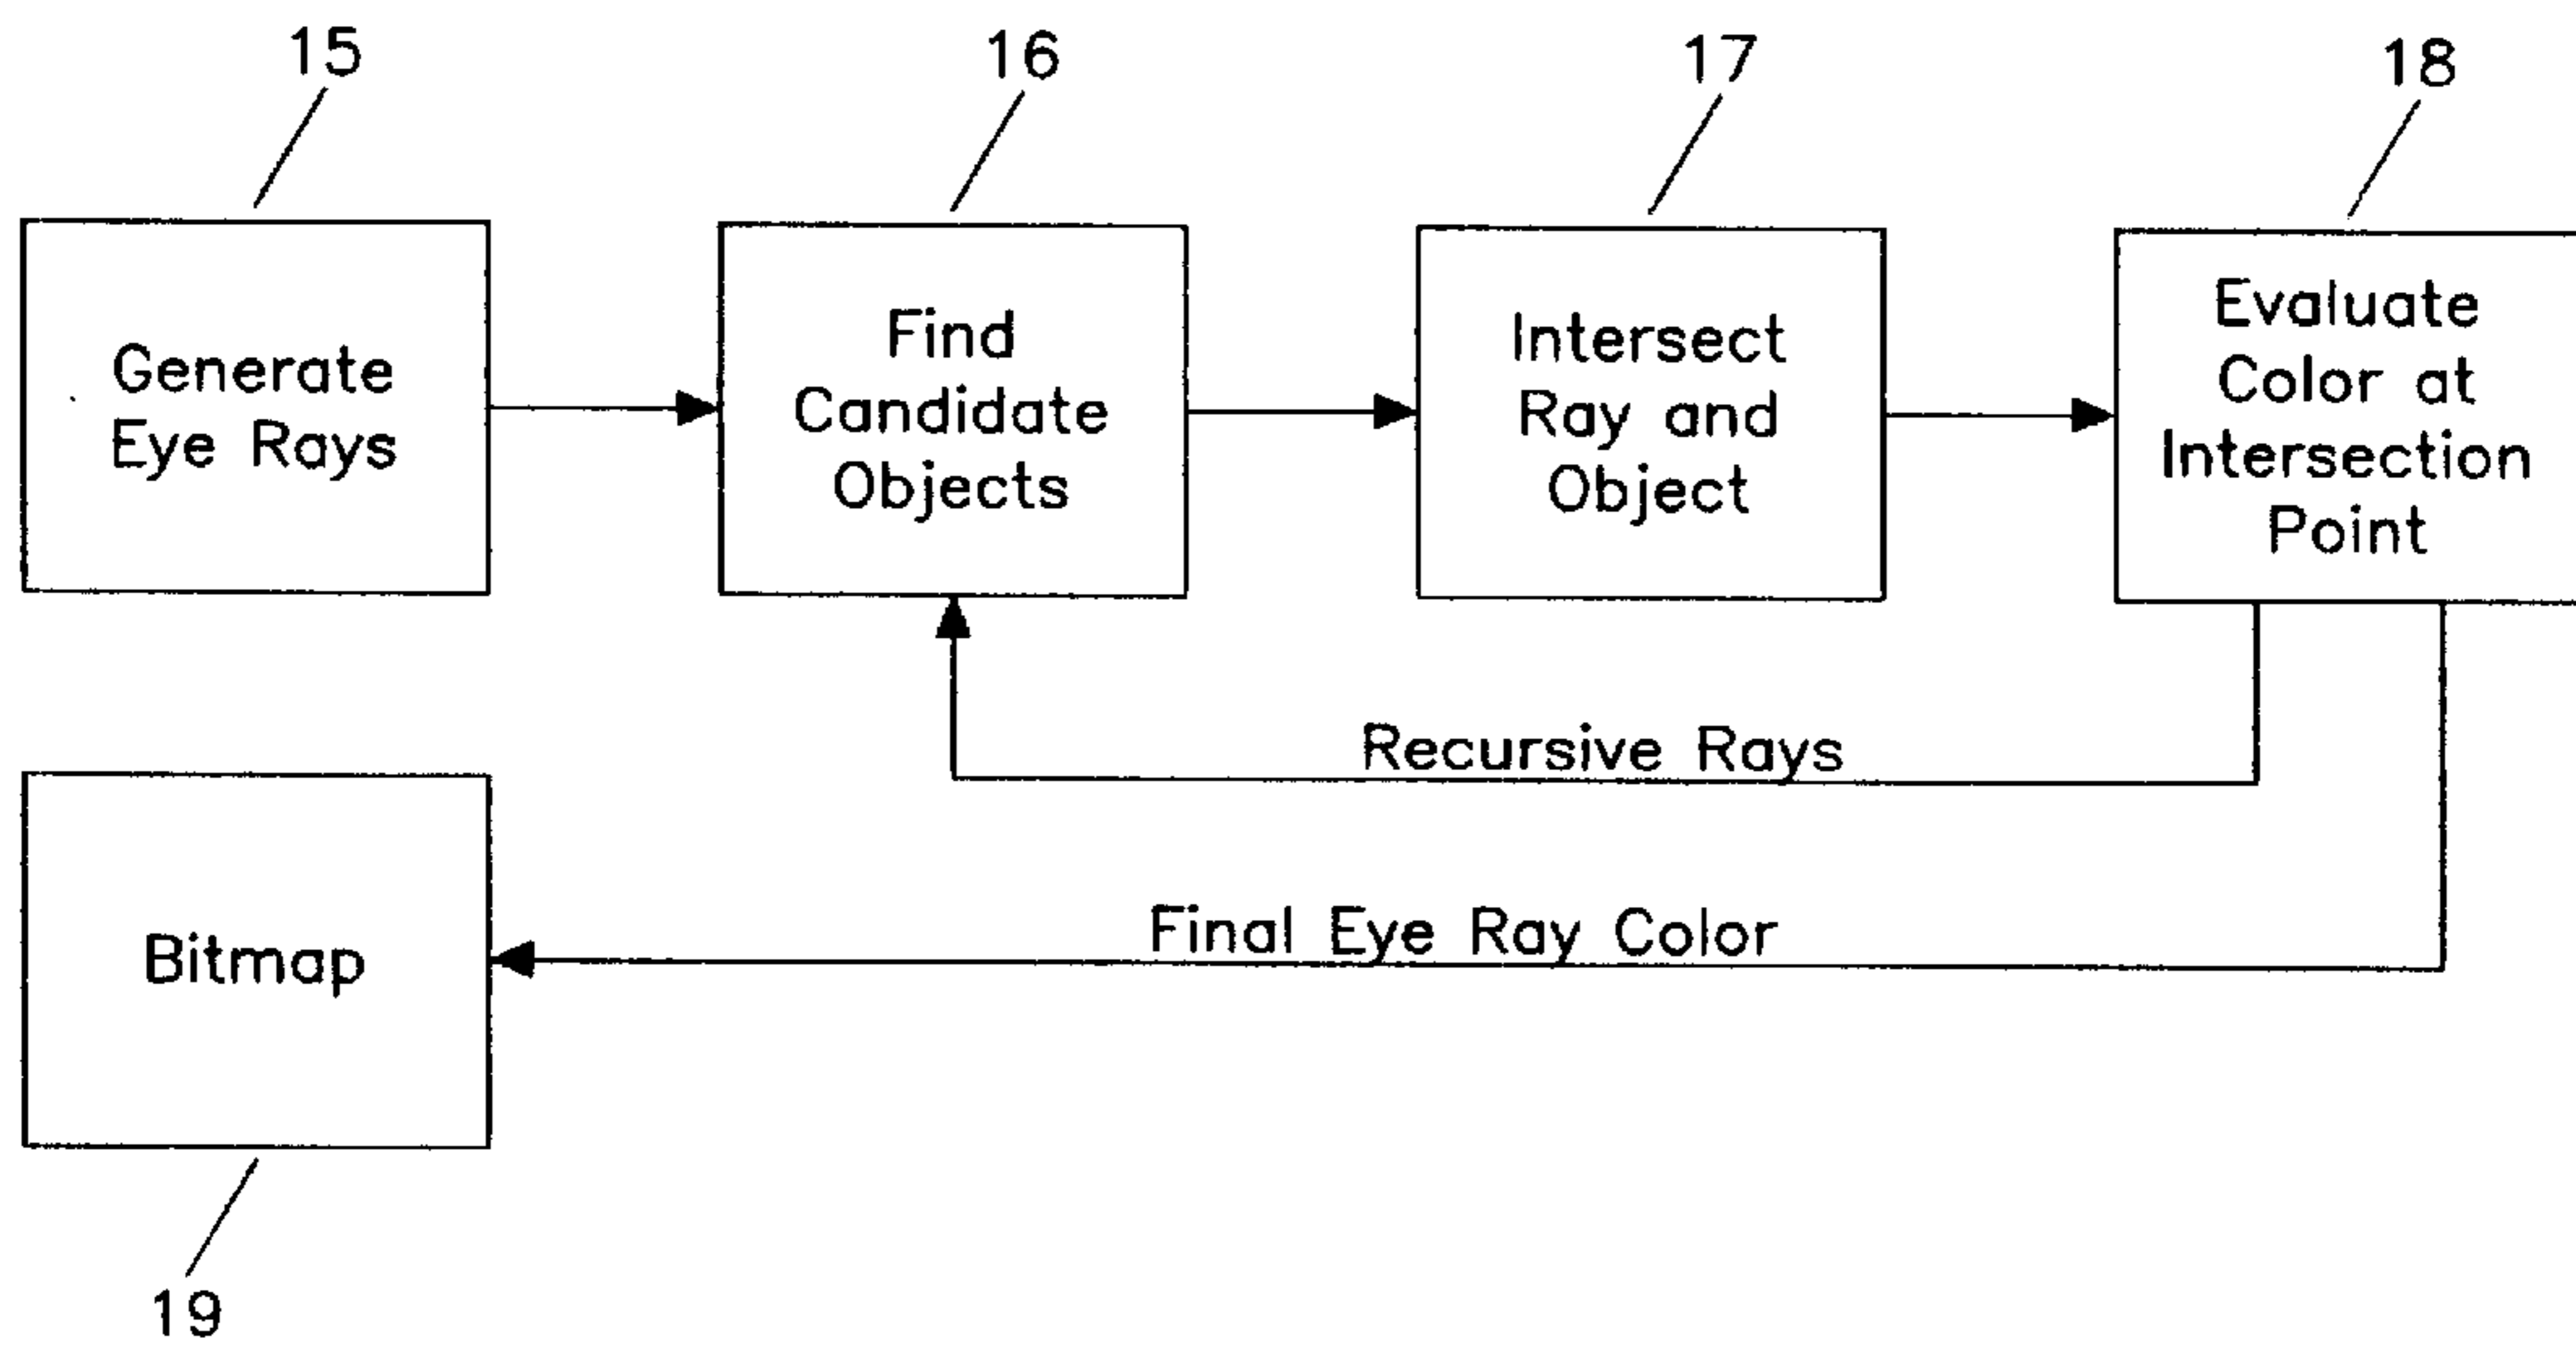 15
16
17
18
Generate
Eye Rays
Find
Candidate
Objects
Intersect
Ray and
Object
Evaluate
Color at
Intersection
Point
Recursive Rays
Final Eye Ray Color
Bitmap
19